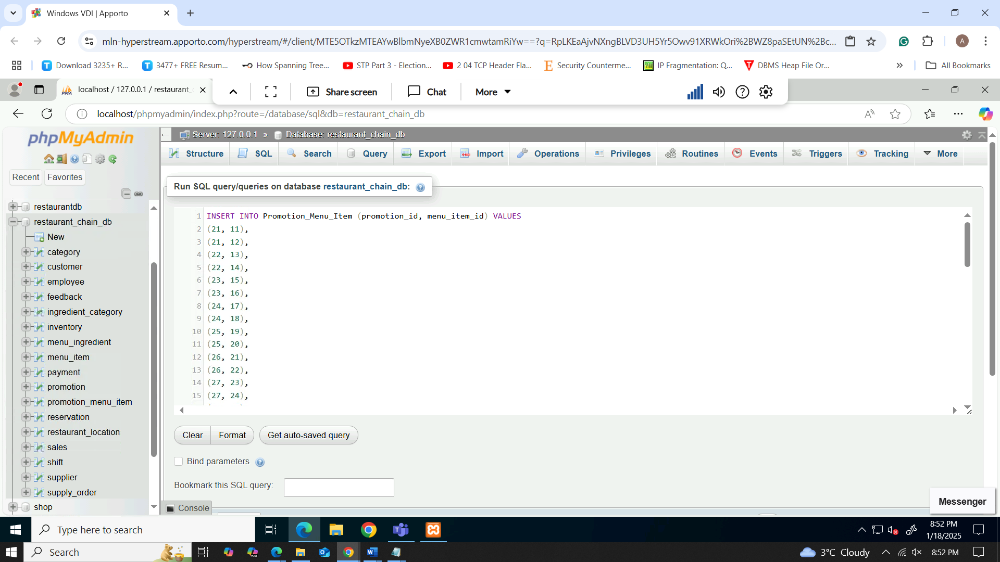 Windows VDI | Apporto
mln-hyperstream.apporto.com/hyperstream/#/client/MTE5OTkzMTEAYwBlbmNyeXB0ZWR1cmwtamRiYw==?q=RpLKEaAjvNXngBLVD3UH5Yr5Owv91XRWkOri%2BWZ8paSEtUN%2Bc...
A
Download 3235+ R...
3477+ FREE Resum...
How Spanning Tree...
STP Part 3 - Election...
2 04 TCP Header Fla...
Security Counterme...
IP Fragmentation: Q...
DBMS Heap File Or...
All Bookmarks
localhost / 127.0.0.1 / restaurant_
Share screen
Chat
More
localhost/phpmyadmin/index.php?route=/database/sql&db=restaurant_chain_db
phpMyAdmin
Recent
Favorites
restaurantdb
restaurant_chain_db
New
category
customer
employee
feedback
ingredient_category
inventory
menu_ingredient
menu_item
payment
promotion
promotion_menu_item
reservation
restaurant_location
sales
shift
supplier
supply_order
shop
Server: 127.0.0.1 » Database: restaurant_chain_db
Structure
SQL
Search
Query
Export
Import
Operations
Privileges
Routines
Events
Triggers
Tracking
More
Run SQL query/queries on database restaurant_chain_db:
1 INSERT INTO Promotion_Menu_Item (promotion_id, menu_item_id) VALUES
2 (21, 11),
3 (21, 12),
4 (22, 13),
5 (22, 14),
6 (23, 15),
7 (23, 16),
8 (24, 17),
9 (24, 18),
10 (25, 19),
11 (25, 20),
12 (26, 21),
13 (26, 22),
14 (27, 23),
15 (27, 24),
Clear
Format
Get auto-saved query
Bind parameters
Bookmark this SQL query:
Console
Messenger
Type here to search
8:52 PM
1/18/2025
Search
3°C Cloudy
8:52 PM